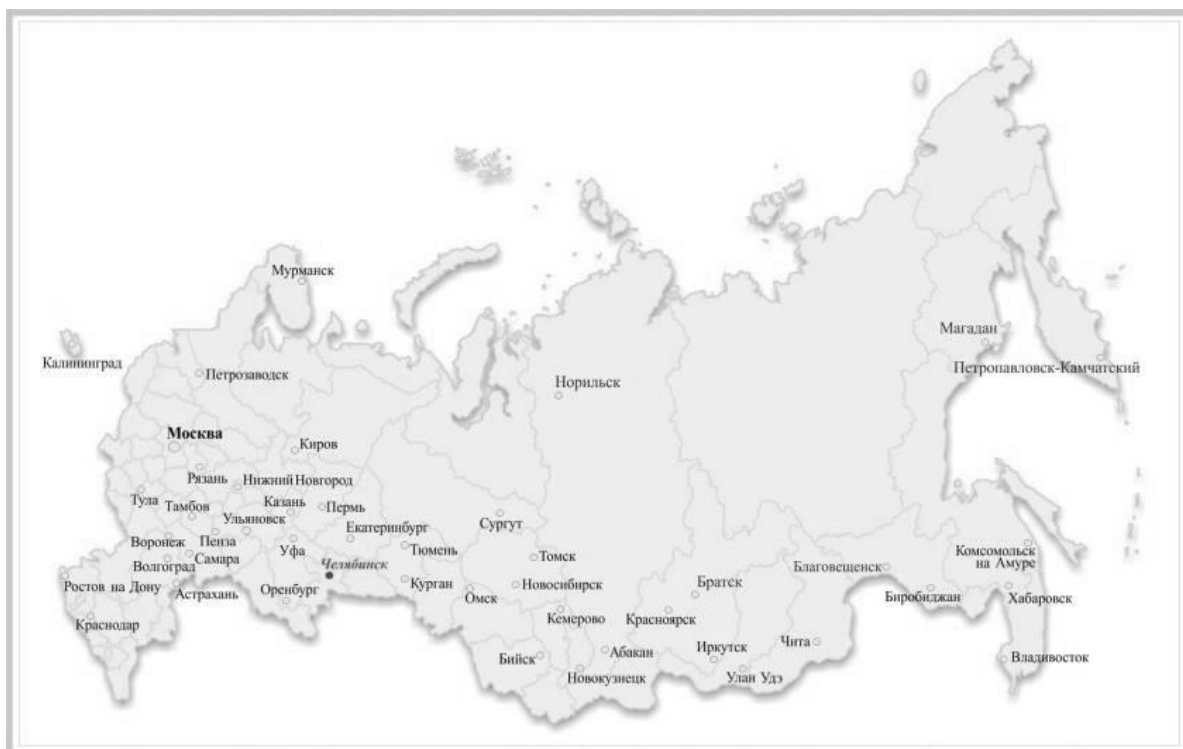 Мурманск
Магадан
Калининград
Петропавловск-Камчатский
Петрозаводск
Норильск
Москва
Киров
Рязань
Нижний Новгород
Тула
Тамбов
Казань
Пермь
Ульяновск
Сургут
Екатеринбург
Воронеж
Пенза
Уфа
Тюмень
Комсомольск
на Амуре
Томск
Самара
Волгоград
Челябинск
Благовещенск
Ростов на Дону
Астрахань
Оренбург
Курган
Омск
Новосибирск
Братск
Биробиджан
Хабаровск
Краснодар
Кемерово
Красноярск
Чита
Абакан
Иркутск
Бийск
Владивосток
Новокузнецк
Улан Удэ